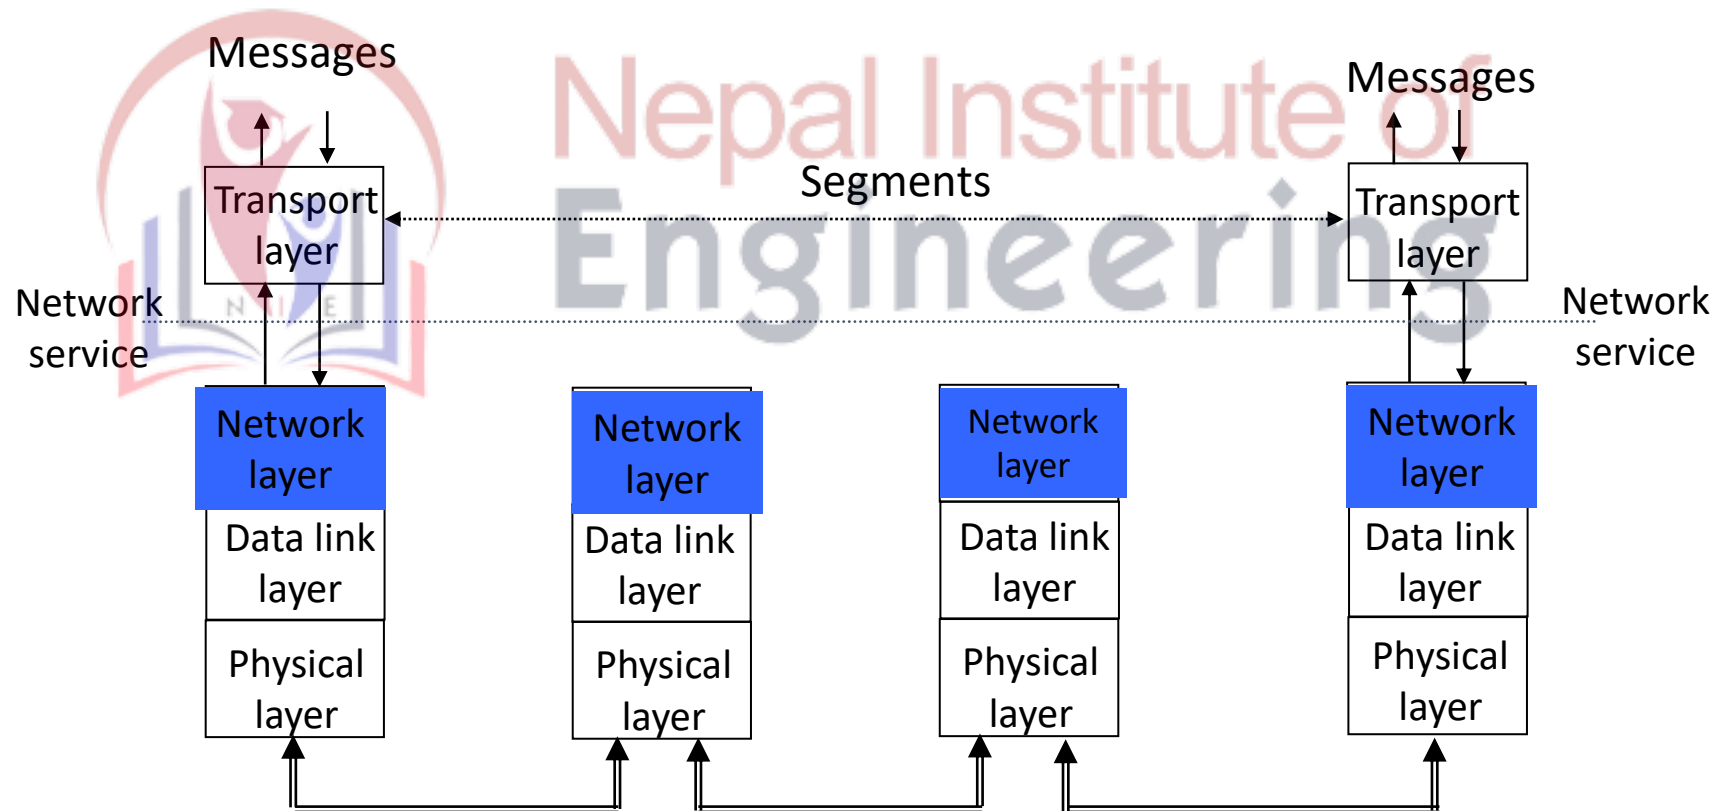 Messages
Nepal Institute of
Messages
Segments
Engineering
Transport
layer
Transport
layer
N I E
Network
service
Network
service
Network
layer
Network
layer
Network
layer
Network
layer
Data link
layer
Data link
layer
Data link
layer
Data link
layer
Physical
layer
Physical
layer
Physical
layer
Physical
layer